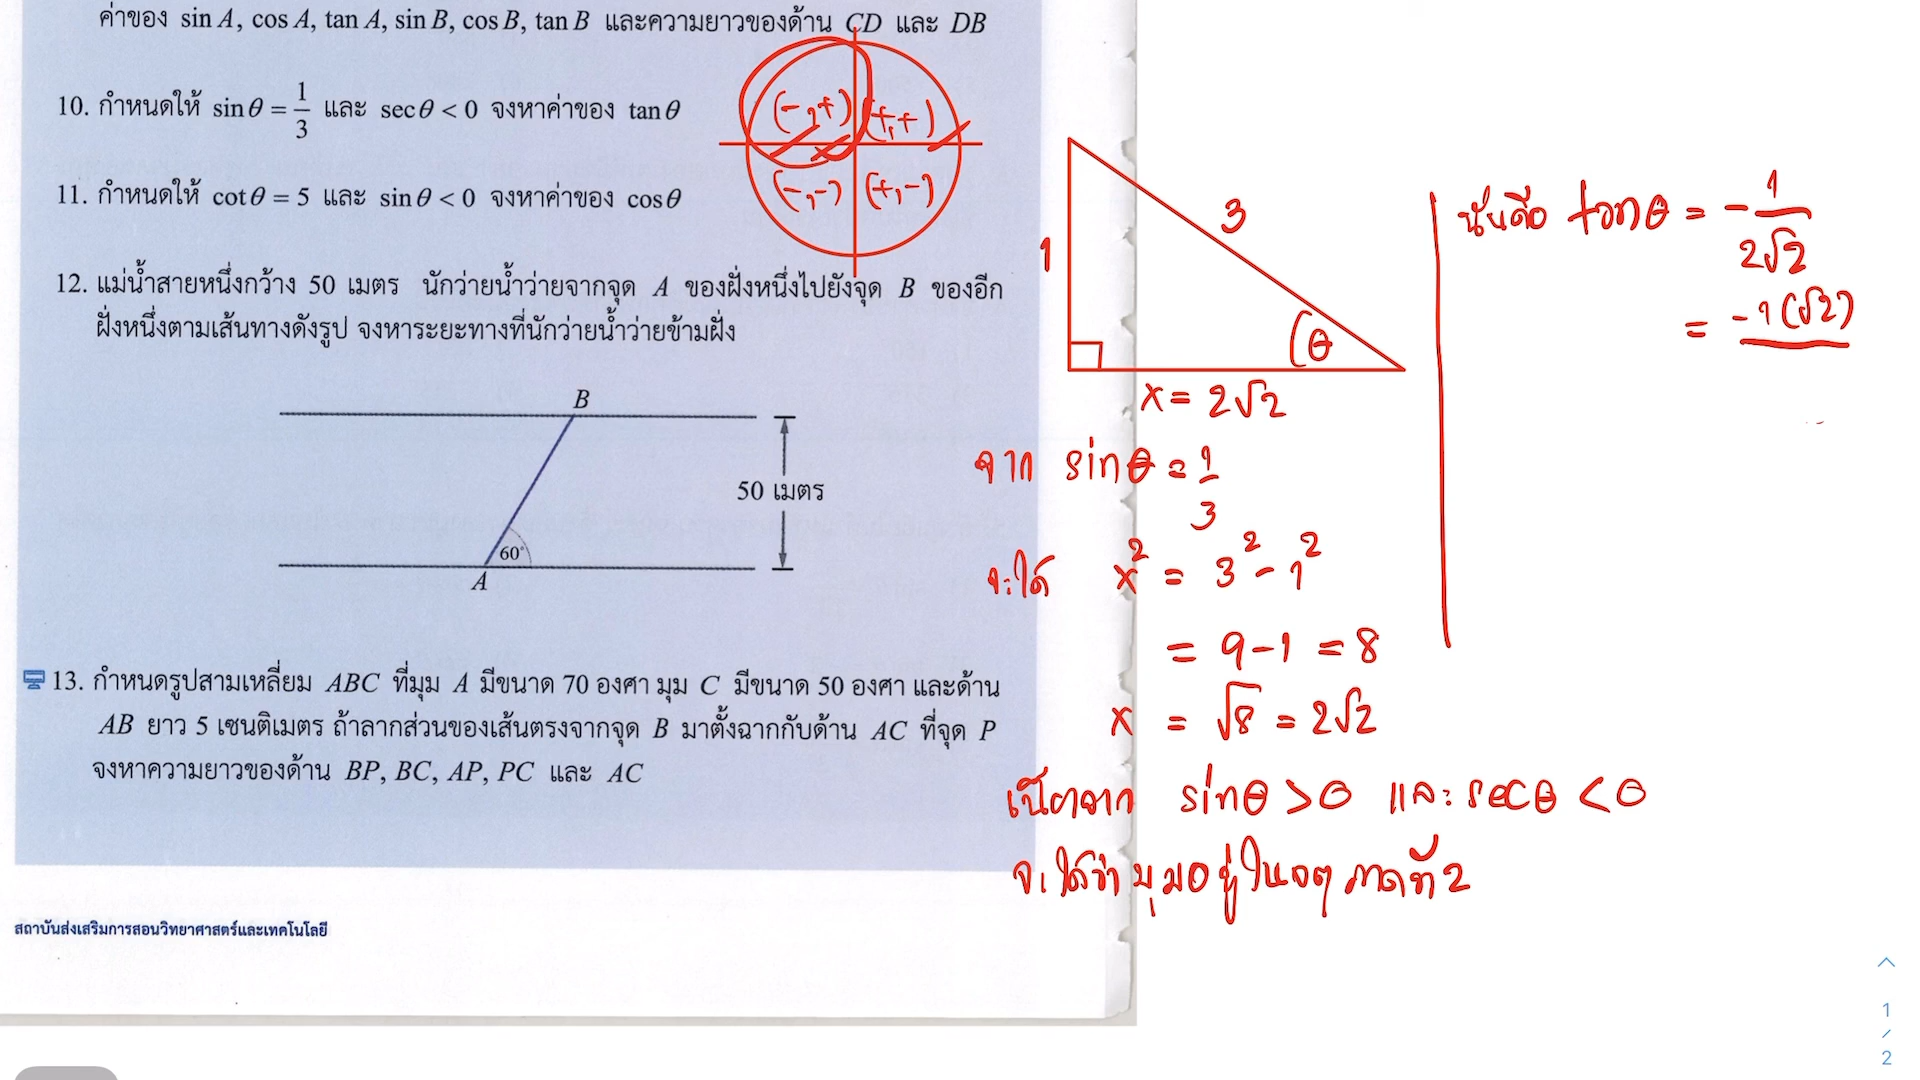 ค่าของ sin A, cos A, tan A, sin B, cos B, tan B และความยาวของด้าน CD และ DB
10. กำหนดให้ sin θ = 1/3 และ sec θ < 0 จงหาค่าของ tan θ
11. กำหนดให้ cot θ = 5 และ sin θ < 0 จงหาค่าของ cos θ
12. แม่น้ำสายหนึ่งกว้าง 50 เมตร นักว่ายน้ำว่ายจากจุด A ของฝั่งหนึ่งไปยังจุด B ของอีก
ฝั่งหนึ่งตามเส้นทางดังรูป จงหาระยะทางที่นักว่ายน้ำว่ายข้ามฝั่ง
B
50 เมตร
60°
A
13. กำหนดรูปสามเหลี่ยม ABC ที่มุม A มีขนาด 70 องศา มุม C มีขนาด 50 องศา และด้าน
AB ยาว 5 เซนติเมตร ถ้าลากส่วนของเส้นตรงจากจุด B มาตั้งฉากกับด้าน AC ที่จุด P
จงหาความยาวของด้าน BP, BC, AP, PC และ AC
สถาบันส่งเสริมการสอนวิทยาศาสตร์และเทคโนโลยี
(-,+) (+,+)
(-,-) (+,-)
3
1
θ
x = 2√2
จาก sin θ = 1/3
จะได้ x² = 3² - 1²
= 9 - 1 = 8
x = √8 = 2√2
เนื่องจาก sin θ > 0 และ sec θ < 0
จะได้ว่า มุมอยู่ในจตุภาคที่ 2
นั่นคือ tan θ = - 1/2√2
= -1(√2)
1
/
2